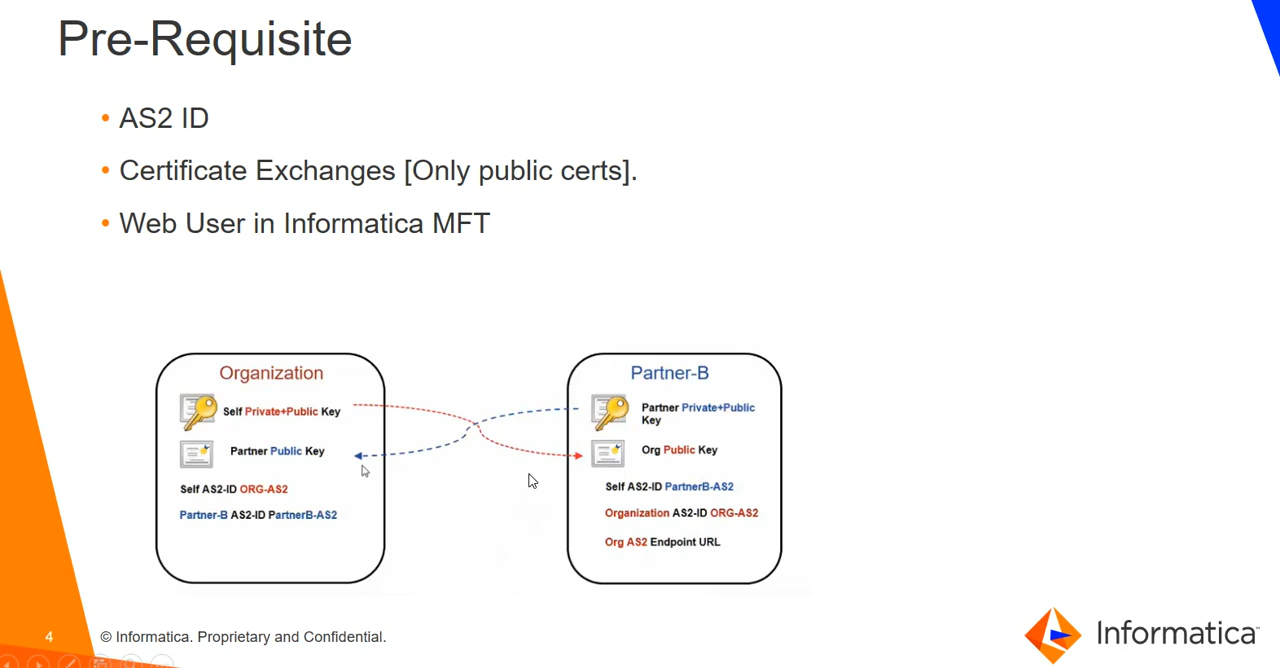 Pre-Requisite
• AS2 ID
• Certificate Exchanges [Only public certs].
• Web User in Informatica MFT
Organization
Self Private+Public Key
Partner Public Key
Self AS2-ID ORG-AS2
Partner-B AS2-ID PartnerB-AS2
Partner-B
Partner Private+Public
Key
Org Public Key
Self AS2-ID PartnerB-AS2
Organization AS2-ID ORG-AS2
Org AS2 Endpoint URL
4
© Informatica. Proprietary and Confidential.
Informatica™